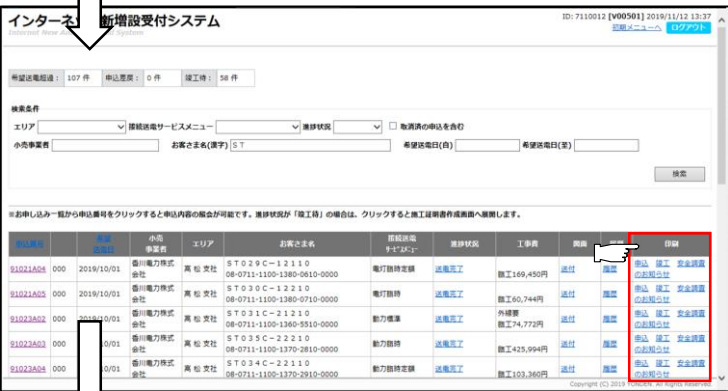 インターネ 新増設受付システム
ID: 7110012 [V00501] 2019/11/12 13:37
Internet New System
初期メニューへ ログアウト
希望送電超過： 107 件 申込差戻： 0 件 竣工待： 58 件
検索条件
エリア 接続送電サービスメニュー 進捗状況 取消済の申込を含む
小売事業者 お客さま名(漢字) ＳＴ 希望送電日(自) 希望送電日(至)
検索
※お申し込み一覧から申込番号をクリックすると申込内容の照会が可能です。進捗状況が「竣工待」の場合は、クリックすると施工証明書作成画面へ展開します。
申込番号 希望送電日 小売事業者 エリア お客さま名 接続送電ｻｰﾋﾞｽﾒﾆｭｰ 進捗状況 工事費 図面 印刷
91021A04 000 2019/10/01 香川電力株式会社 高松 支社 ＳＴ０２９Ｃ－１２１１０ 08-0711-1100-1380-0610-0000 電灯臨時定額 送電完了 臨工169,450円 送付 履歴 申込 竣工 安全調査のお知らせ
91021A05 000 2019/10/01 香川電力株式会社 高松 支社 ＳＴ０３０Ｃ－１２２１０ 08-0711-1100-1380-0710-0000 電灯臨時 送電完了 臨工60,744円 送付 履歴 申込 竣工 安全調査のお知らせ
91023A02 000 2019/10/01 香川電力株式会社 高松 支社 ＳＴ０３１Ｃ－２１２１０ 08-0711-1100-1360-5510-0000 動力標準 送電完了 外線要 臨工74,772円 送付 履歴 申込 竣工 安全調査のお知らせ
91023A03 000 0/01 香川電力株式会社 高松 支社 ＳＴ０３５Ｃ－２２２１０ 08-0711-1100-1370-2810-0000 動力臨時 送電完了 臨工425,994円 送付 履歴 申込 竣工 安全調査のお知らせ
91023A04 000 0/01 香川電力株式会社 高松 支社 ＳＴ０３４Ｃ－２２１１０ 08-0711-1100-1370-2910-0000 動力臨時定額 送電完了 臨工103,360円 送付 履歴 申込 竣工 安全調査のお知らせ
Copyright (C) 2019 YONDEN. All Rights Reserved.